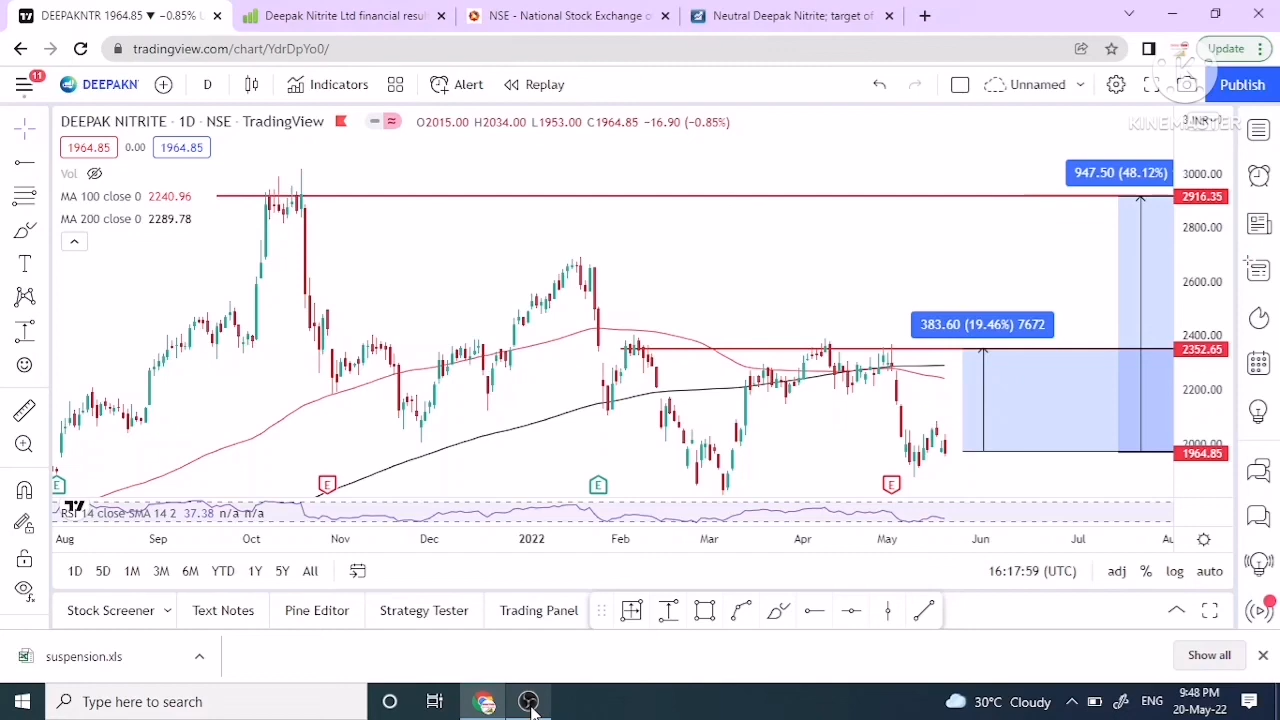 DEEPAKNTR 1964.85 ▼ −0.85% U
Deepak Nitrite Ltd financial resul
NSE - National Stock Exchange o
Neutral Deepak Nitrite; target of
tradingview.com/chart/YdrDpYo0/
Update
11
DEEPAKN
D
Indicators
Alert
Replay
Unnamed
Publish
DEEPAK NITRITE · 1D · NSE · TradingView
O2015.00 H2034.00 L1953.00 C1964.85 −16.90 (−0.85%)
KINEMASTER
1964.85
0.00
1964.85
Vol
MA 100 close 0 2240.96
MA 200 close 0 2289.78
947.50 (48.12%)
383.60 (19.46%) 7672
3000.00
2916.35
2800.00
2600.00
2400.00
2352.65
2200.00
2000.00
1964.85
E
E
E
E
RSI 14 close SMA 14 2 37.38 n/a n/a
Aug Sep Oct Nov Dec 2022 Feb Mar Apr May Jun Jul Au
1D 5D 1M 3M 6M YTD 1Y 5Y All
16:17:59 (UTC)
adj % log auto
Stock Screener
Text Notes
Pine Editor
Strategy Tester
Trading Panel
suspension.xls
Show all
Type here to search
30°C Cloudy
ENG
9:48 PM
20-May-22